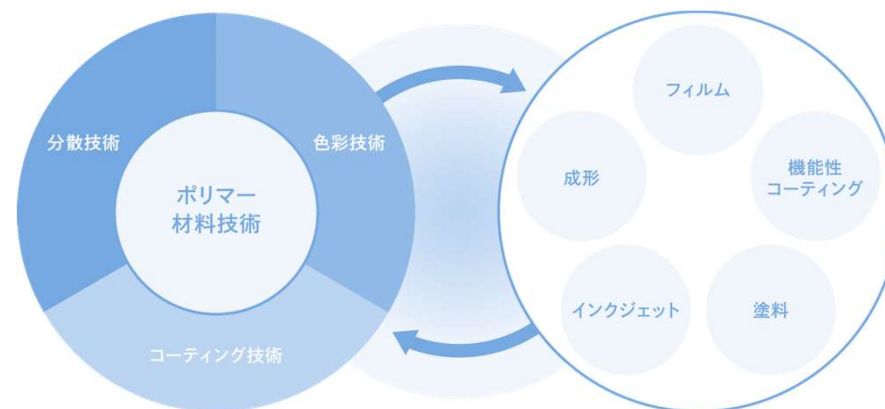 分散技術
色彩技術
ポリマー
材料技術
コーティング技術
フィルム
成形
機能性
コーティング
インクジェット
塗料